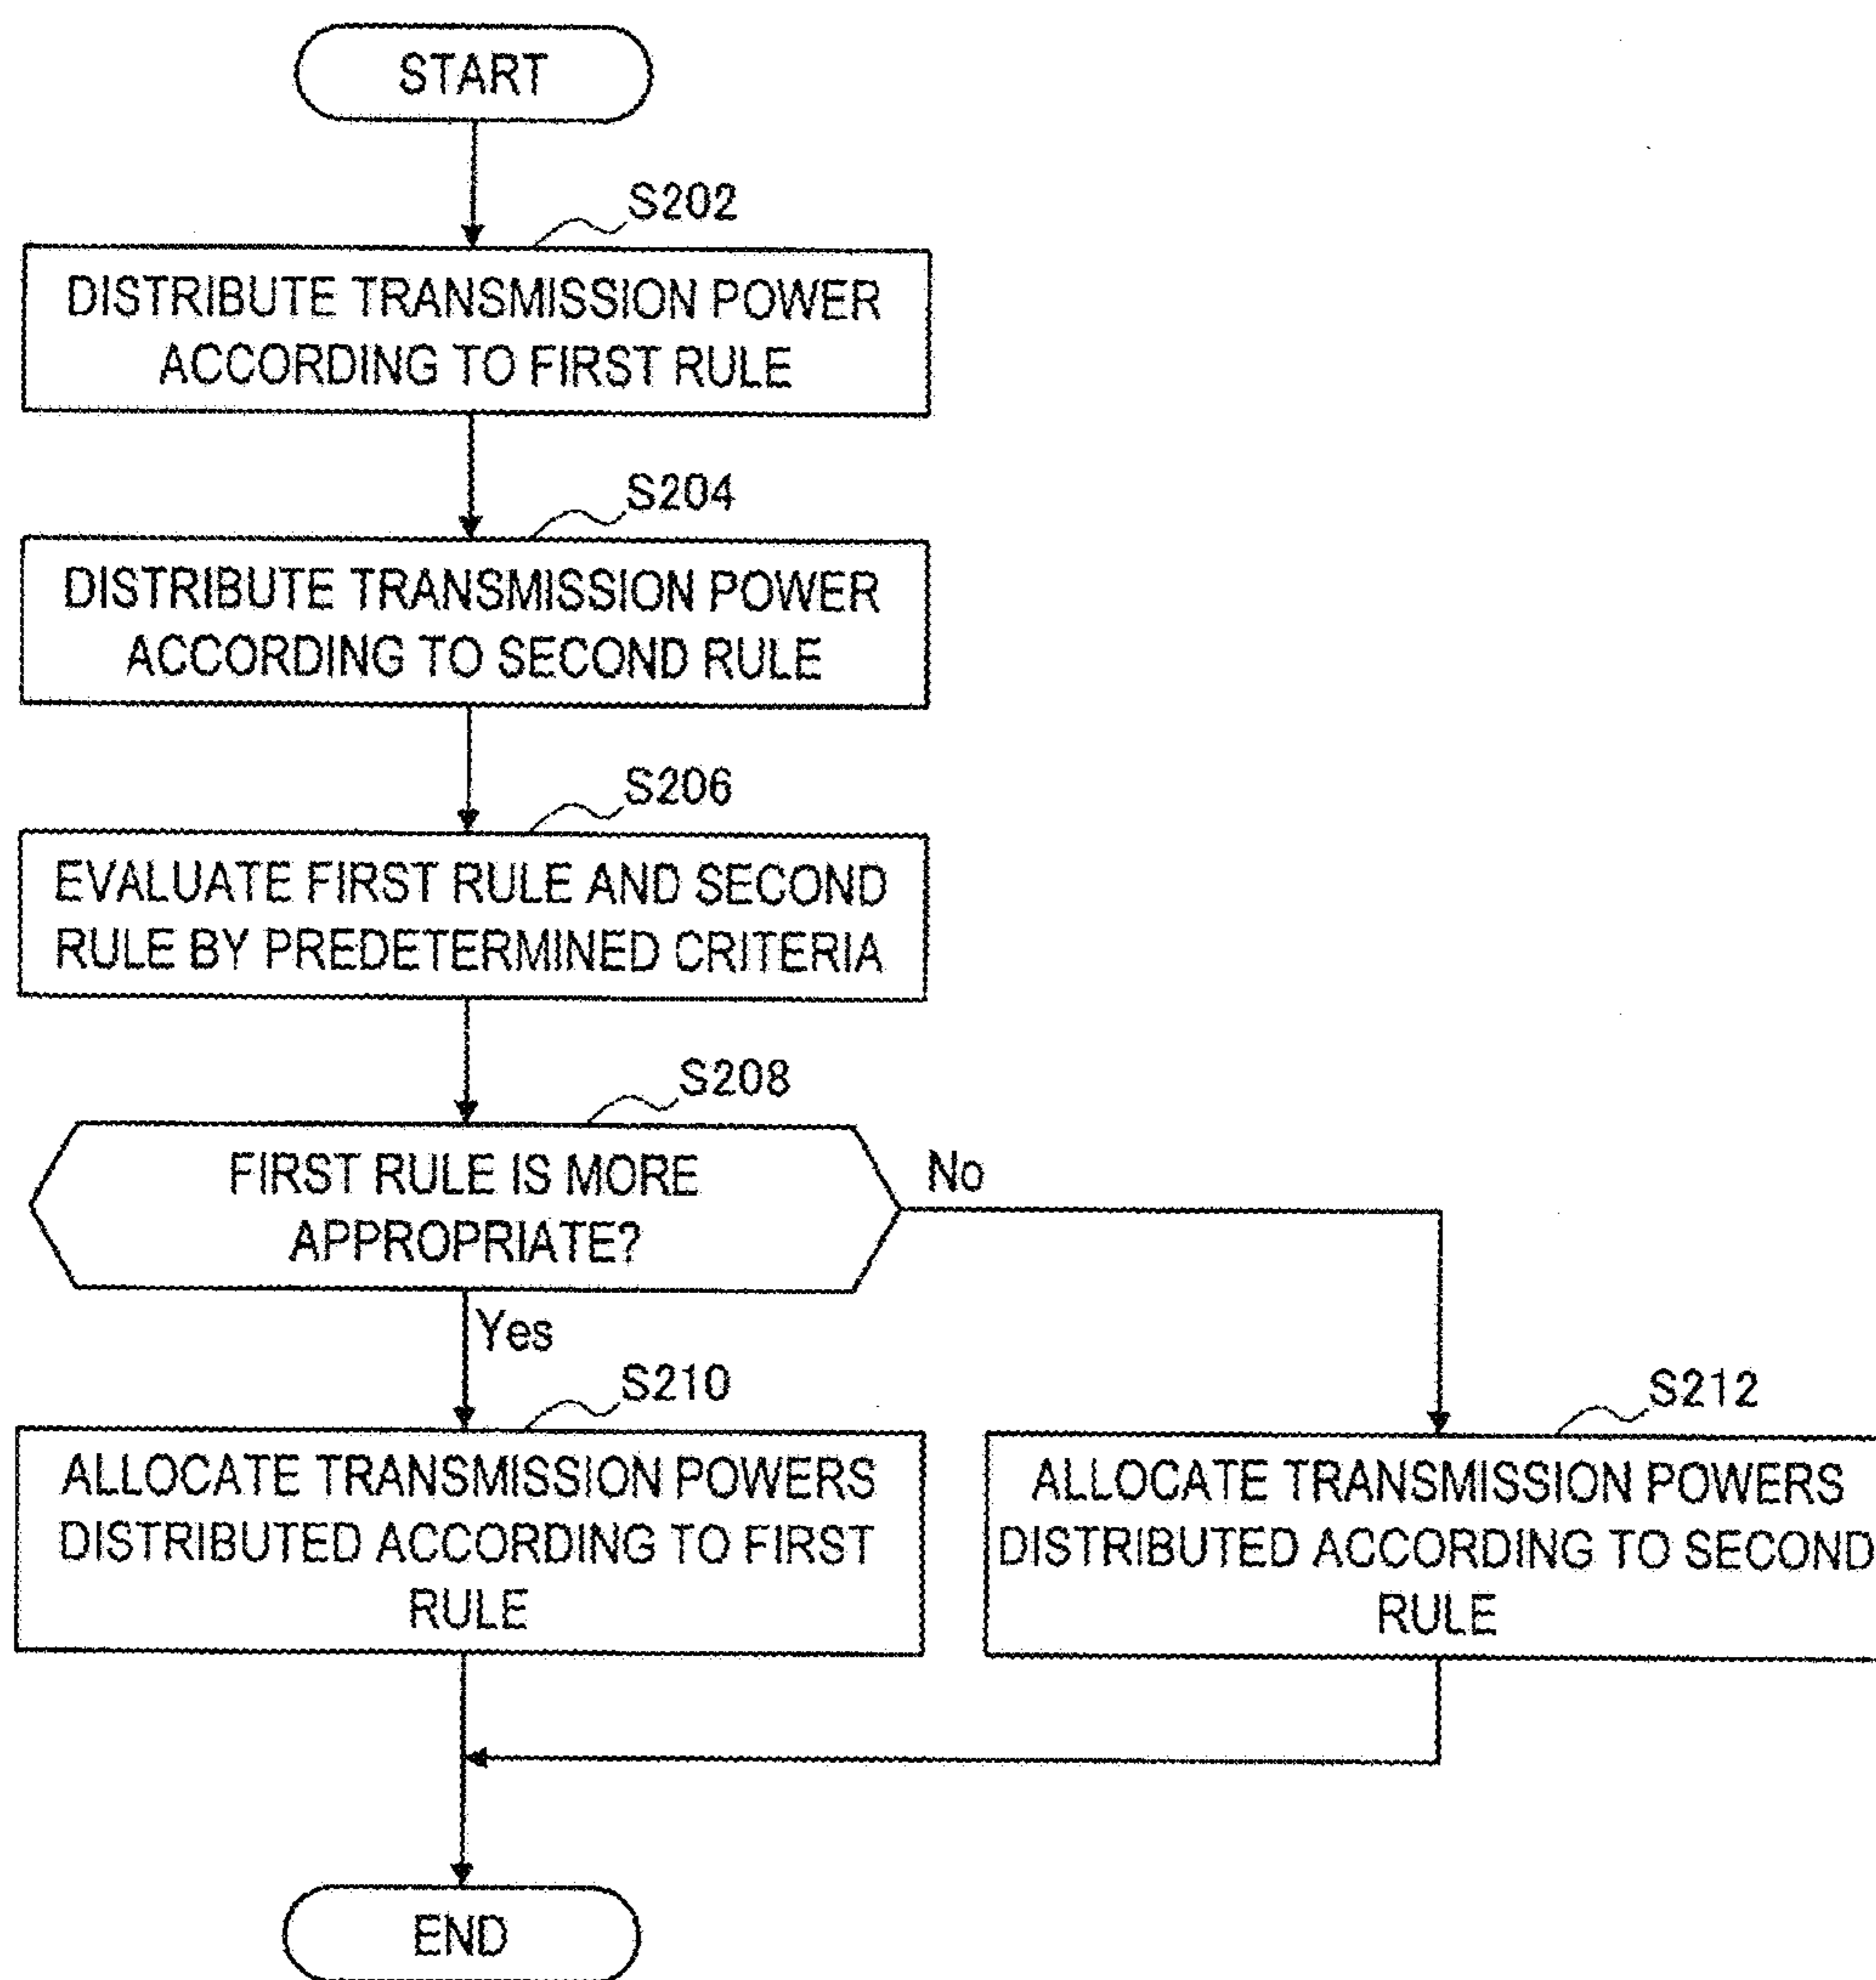 START
S202
DISTRIBUTE TRANSMISSION POWER
ACCORDING TO FIRST RULE
S204
DISTRIBUTE TRANSMISSION POWER
ACCORDING TO SECOND RULE
S206
EVALUATE FIRST RULE AND SECOND
RULE BY PREDETERMINED CRITERIA
S208
FIRST RULE IS MORE
APPROPRIATE?
No
Yes
S210
ALLOCATE TRANSMISSION POWERS
DISTRIBUTED ACCORDING TO FIRST
RULE
S212
ALLOCATE TRANSMISSION POWERS
DISTRIBUTED ACCORDING TO SECOND
RULE
END